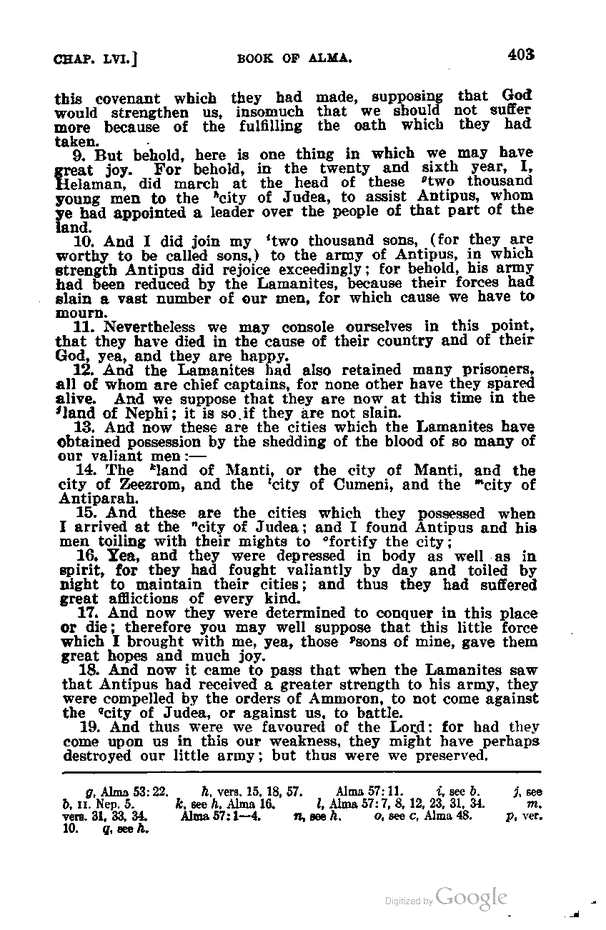 CHAP. LVI.] BOOK OF ALMA. 403
this covenant which they had made, supposing that God
would strengthen us, insomuch that we should not suffer
more because of the fulfilling the oath which they had
taken.
9. But behold, here is one thing in which we may have
great joy. For behold, in the twenty and sixth year, I,
Helaman, did march at the head of these ᵍtwo thousand
young men to the ʰcity of Judea, to assist Antipus, whom
ye had appointed a leader over the people of that part of the
land.
10. And I did join my ⁱtwo thousand sons, (for they are
worthy to be called sons,) to the army of Antipus, in which
strength Antipus did rejoice exceedingly; for behold, his army
had been reduced by the Lamanites, because their forces had
slain a vast number of our men, for which cause we have to
mourn.
11. Nevertheless we may console ourselves in this point,
that they have died in the cause of their country and of their
God, yea, and they are happy.
12. And the Lamanites had also retained many prisoners,
all of whom are chief captains, for none other have they spared
alive. And we suppose that they are now at this time in the
ʲland of Nephi; it is so if they are not slain.
13. And now these are the cities which the Lamanites have
obtained possession by the shedding of the blood of so many of
our valiant men:—
14. The ᵏland of Manti, or the city of Manti, and the
city of Zeezrom, and the ˡcity of Cumeni, and the ᵐcity of
Antiparah.
15. And these are the cities which they possessed when
I arrived at the ⁿcity of Judea; and I found Antipus and his
men toiling with their mights to ᵒfortify the city;
16. Yea, and they were depressed in body as well as in
spirit, for they had fought valiantly by day and toiled by
night to maintain their cities; and thus they had suffered
great afflictions of every kind.
17. And now they were determined to conquer in this place
or die; therefore you may well suppose that this little force
which I brought with me, yea, those ᵖsons of mine, gave them
great hopes and much joy.
18. And now it came to pass that when the Lamanites saw
that Antipus had received a greater strength to his army, they
were compelled by the orders of Ammoron, to not come against
the ᑫcity of Judea, or against us, to battle.
19. And thus were we favoured of the Lord: for had they
come upon us in this our weakness, they might have perhaps
destroyed our little army; but thus were we preserved.
g, Alma 53:22. h, vers. 15, 18, 57. Alma 57:11. i, see b. j, see
b, II. Nep. 5. k, see h, Alma 16. l, Alma 57:7, 8, 12, 23, 31, 34. m,
vers. 31, 33, 34. Alma 57:1—4. n, see h. o, see c, Alma 48. p, ver.
10. q, see h.
Digitized by Google